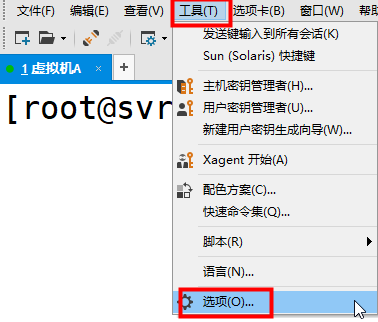 文件(F) 编辑(E) 查看(V) 工具(T) 选项卡(B) 窗口(W) 帮助
1 虚拟机A × +
[root@svr
发送键输入到所有会话(K)
Sun (Solaris) 快捷键
主机密钥管理者(H)...
用户密钥管理者(U)...
新建用户密钥生成向导(W)...
Xagent 开始(A)
配色方案(C)...
快速命令集(Q)...
脚本(R)
语言(N)...
选项(O)...